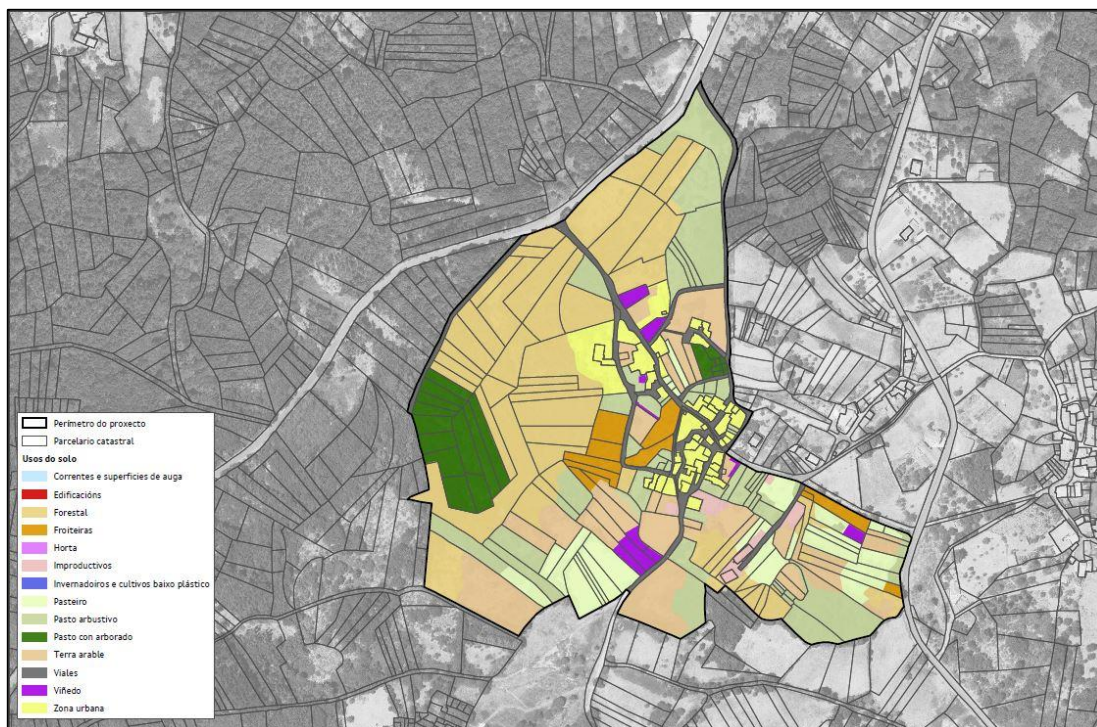 Perímetro do proxecto
Parcelario catastral
Usos do solo
Correntes e superficies de auga
Edificacións
Forestal
Froiteiras
Horta
Improductivos
Invernadoiros e cultivos baixo plástico
Pasteiro
Pasto arbustivo
Pasto con arborado
Terra arable
Viales
Viñedo
Zona urbana